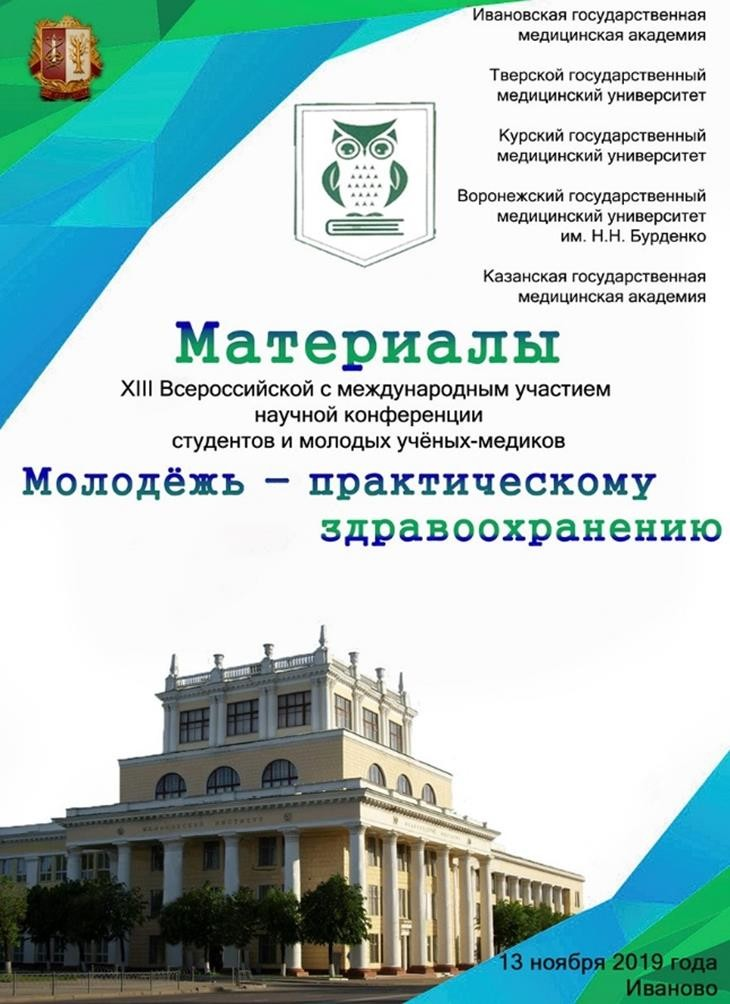 Ивановская государственная
медицинская академия
Тверской государственный
медицинский университет
Курский государственный
медицинский университет
Воронежский государственный
медицинский университет
им. Н.Н. Бурденко
Казанская государственная
медицинская академия
Материалы
XIII Всероссийской с международным участием
научной конференции
студентов и молодых учёных-медиков
Молодёжь – практическому
здравоохранению
МЕДИЦИНСКИЙ ИНСТИТУТ
13 ноября 2019 года
Иваново